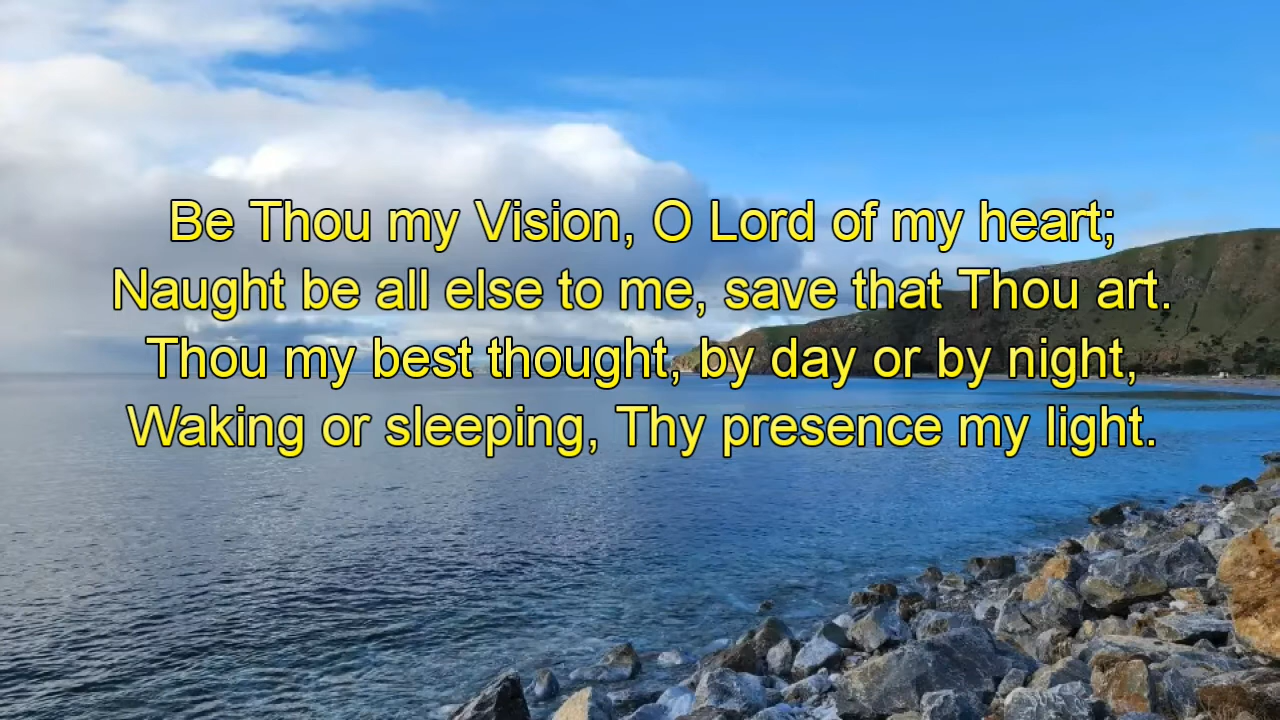 Be Thou my Vision, O Lord of my heart;
Naught be all else to me, save that Thou art.
Thou my best thought, by day or by night,
Waking or sleeping, Thy presence my light.